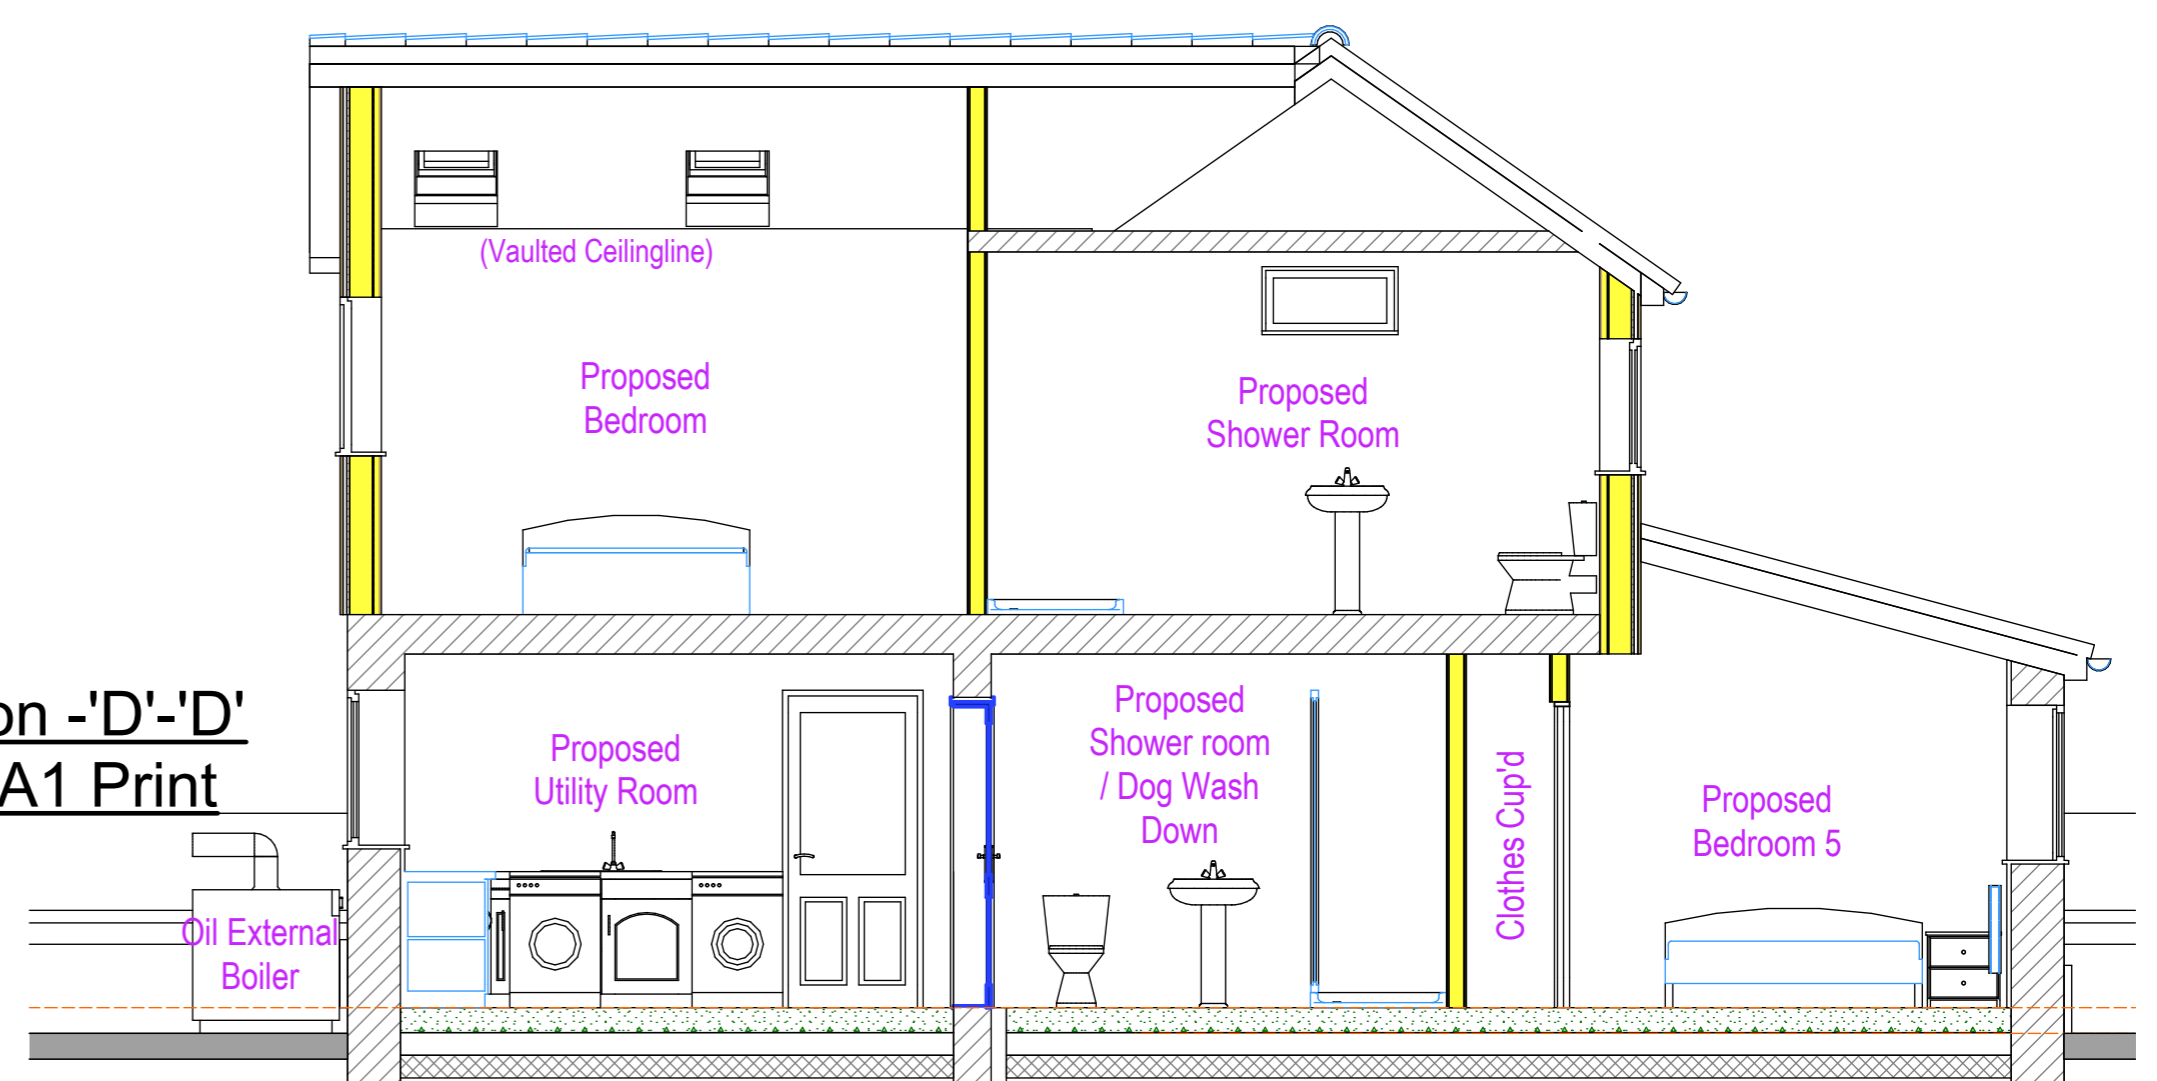 (Vaulted Ceilingline)
Proposed
Bedroom
Proposed
Shower Room
on -'D'-'D'
A1 Print
Proposed
Utility Room
Proposed
Shower room
/ Dog Wash
Down
Clothes Cup'd
Proposed
Bedroom 5
Oil External
Boiler